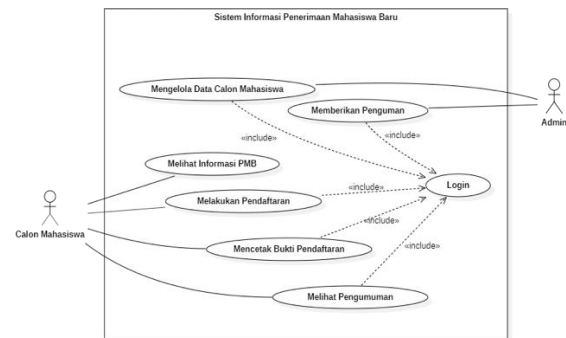 Sistem Informasi Penerimaan Mahasiswa Baru
Mengelola Data Calon Mahasiswa
Memberikan Penguman
Admin
«include»
«include»
Melihat Informasi PMB
Login
«include»
Melakukan Pendaftaran
«include»
Calon Mahasiswa
Mencetak Bukti Pendaftaran
«include»
Melihat Pengumuman